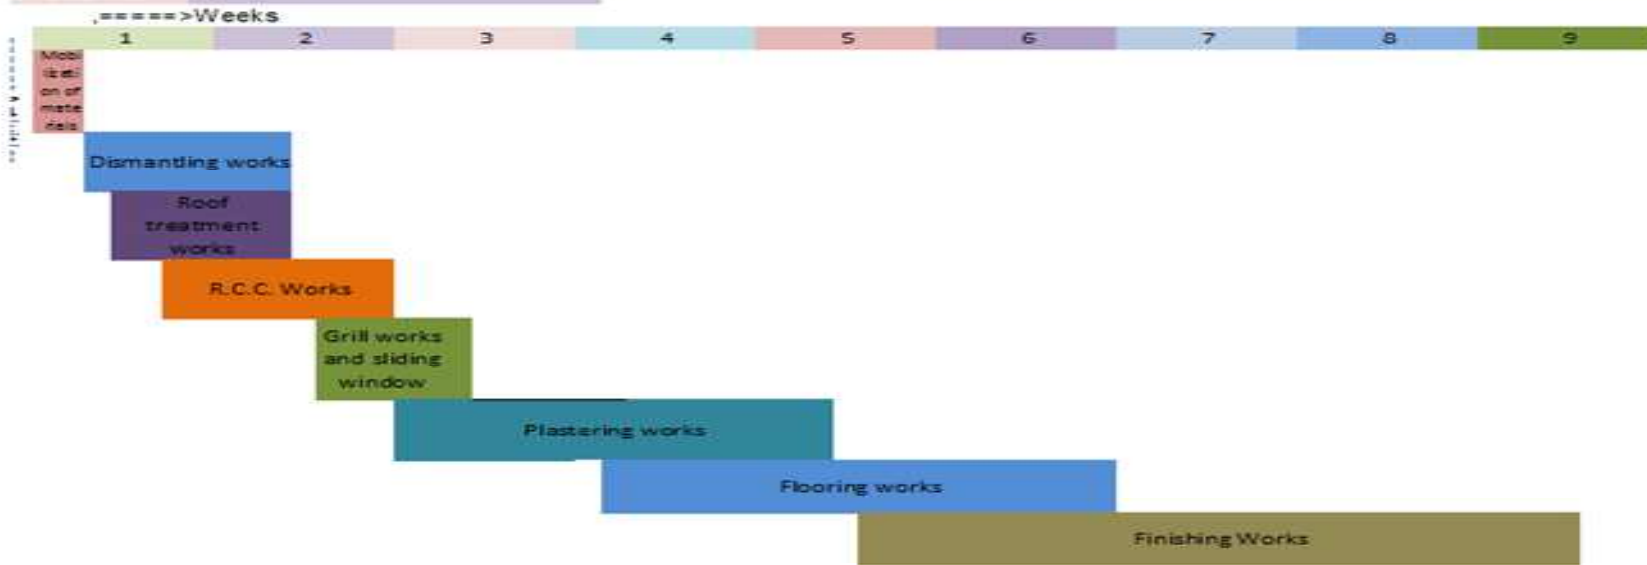 ,=====>Weeks
1 2 3 4 5 6 7 8 9
Mobi
lizati
on of
mate
rials
Dismantling works
Roof
treatment
works
R.C.C. Works
Grill works
and sliding
window
Plastering works
Flooring works
Finishing Works